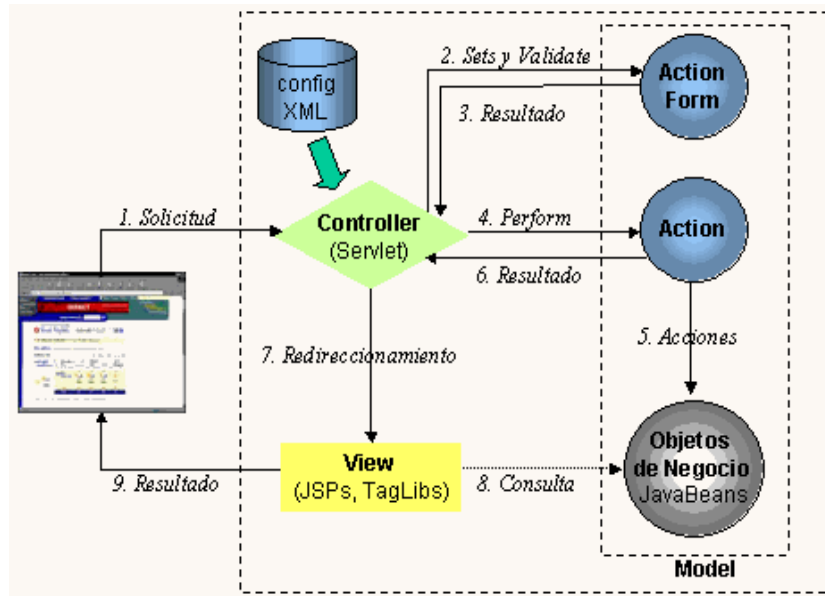 config
XML
2. Sets y Validate
Action
Form
3. Resultado
1. Solicitud
Controller
(Servlet)
4. Perform
Action
6. Resultado
5. Acciones
7. Redireccionamiento
View
(JSPs, TagLibs)
9. Resultado
8. Consulta
Objetos
de Negocio
JavaBeans
Model